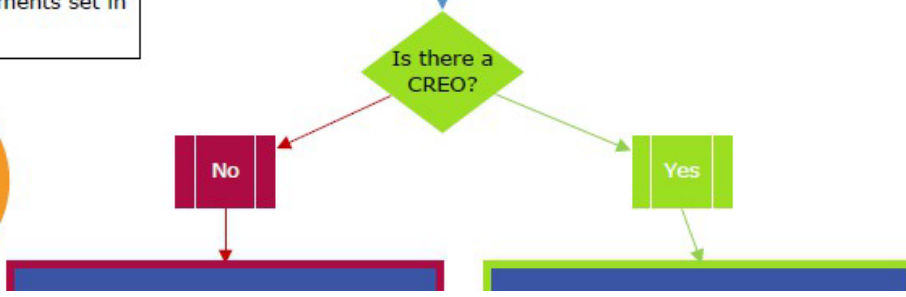 ments set in
Is there a
CREO?
No
Yes